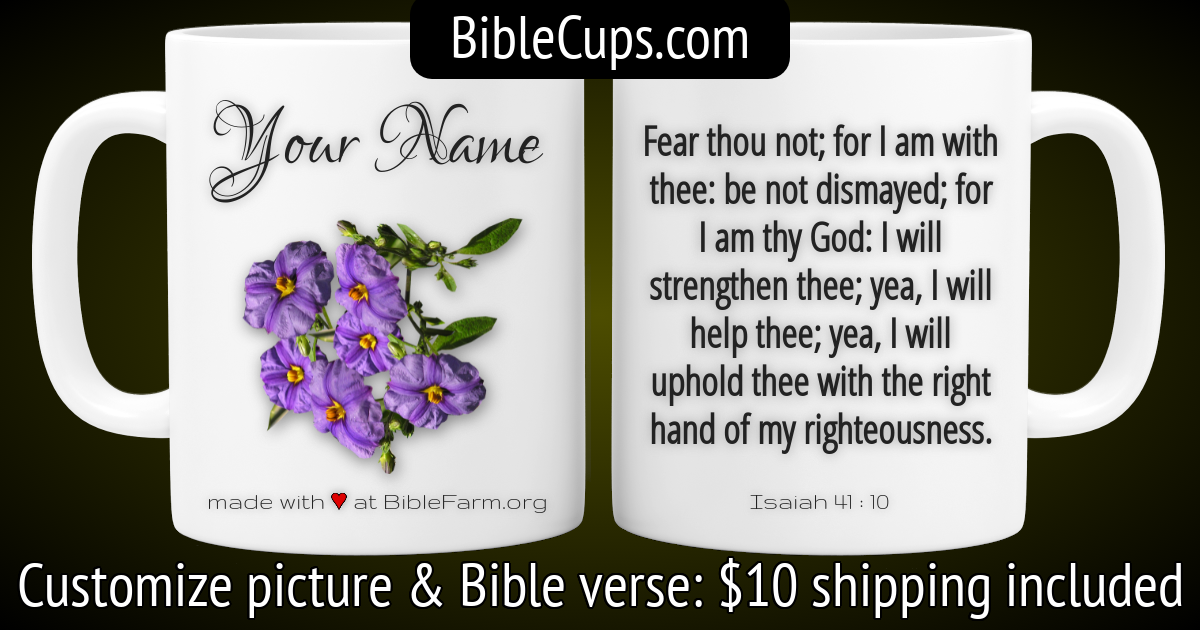 BibleCups.com
Your Name
made with ♥ at BibleFarm.org
Fear thou not; for I am with
thee: be not dismayed; for
I am thy God: I will
strengthen thee; yea, I will
help thee; yea, I will
uphold thee with the right
hand of my righteousness.
Isaiah 41 : 10
Customize picture & Bible verse: $10 shipping included